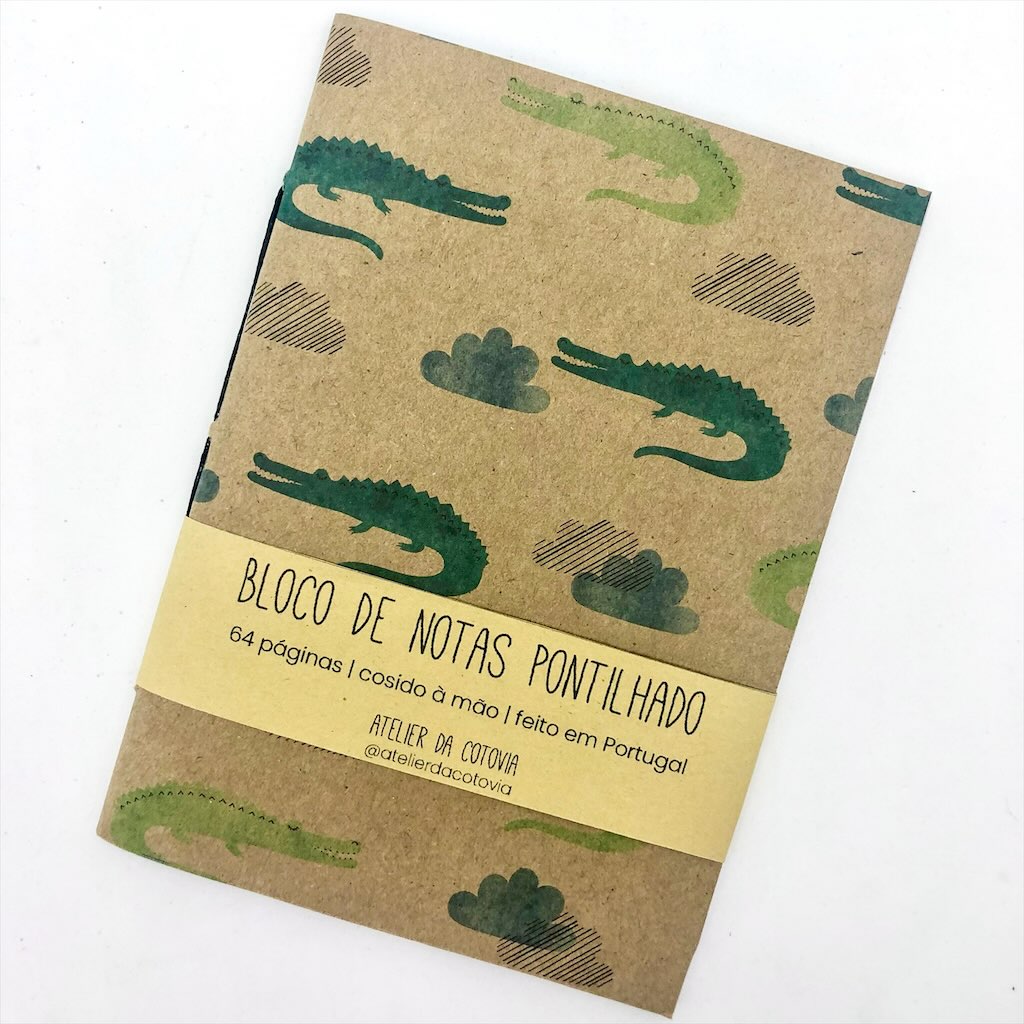 BLOCO DE NOTAS PONTILHADO
64 páginas | cosido à mão | feito em Portugal
ATELIER DA COTOVIA
@atelierdacotovia